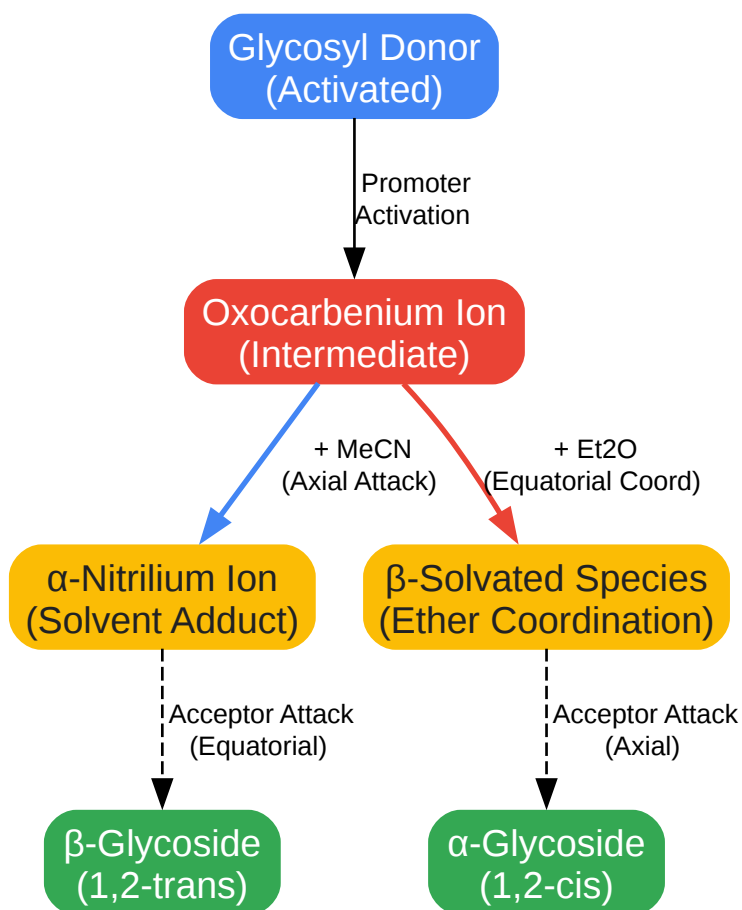 Glycosyl Donor
(Activated)
Promoter
Activation
Oxocarbenium Ion
(Intermediate)
+ MeCN
(Axial Attack)
+ Et2O
(Equatorial Coord)
α-Nitrilium Ion
(Solvent Adduct)
β-Solvated Species
(Ether Coordination)
Acceptor Attack
(Equatorial)
Acceptor Attack
(Axial)
β-Glycoside
(1,2-trans)
α-Glycoside
(1,2-cis)